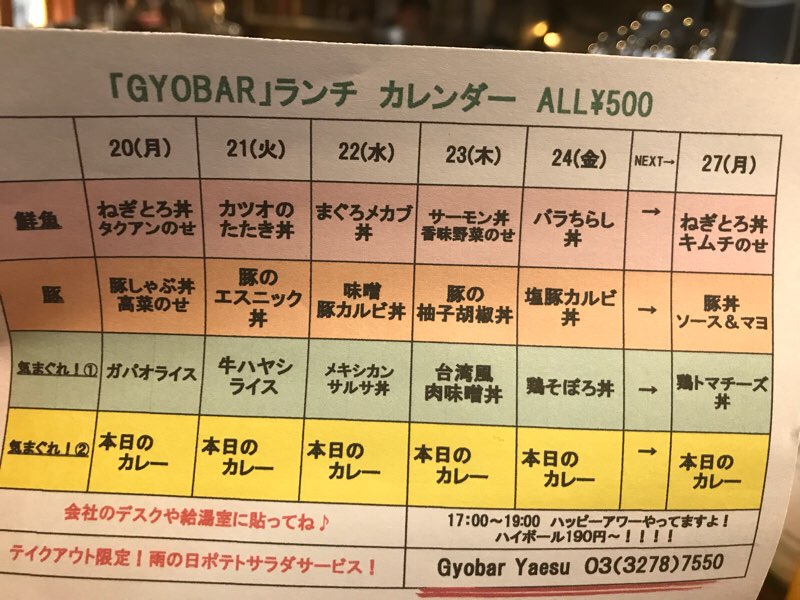 「GYOBAR」ランチ カレンダー ALL¥500
20(月) 21(火) 22(水) 23(木) 24(金) NEXT→ 27(月)
鮮魚
ねぎとろ丼
タクアンのせ
カツオの
たたき丼
まぐろメカブ
丼
サーモン丼
香味野菜のせ
バラちらし
丼
→
ねぎとろ丼
キムチのせ
豚
豚しゃぶ丼
高菜のせ
豚の
エスニック
丼
味噌
豚カルビ丼
豚の
柚子胡椒丼
塩豚カルビ
丼
→
豚丼
ソース&マヨ
気まぐれ!①
ガパオライス
牛ハヤシ
ライス
メキシカン
サルサ丼
台湾風
肉味噌丼
鶏そぼろ丼
→
鶏トマチーズ
丼
気まぐれ!②
本日の
カレー
本日の
カレー
本日の
カレー
本日の
カレー
本日の
カレー
→
本日の
カレー
会社のデスクや給湯室に貼ってね♪
17:00～19:00 ハッピーアワーやってますよ!
ハイボール190円～!!!!
テイクアウト限定!雨の日ポテトサラダサービス!
Gyobar Yaesu 03(3278)7550